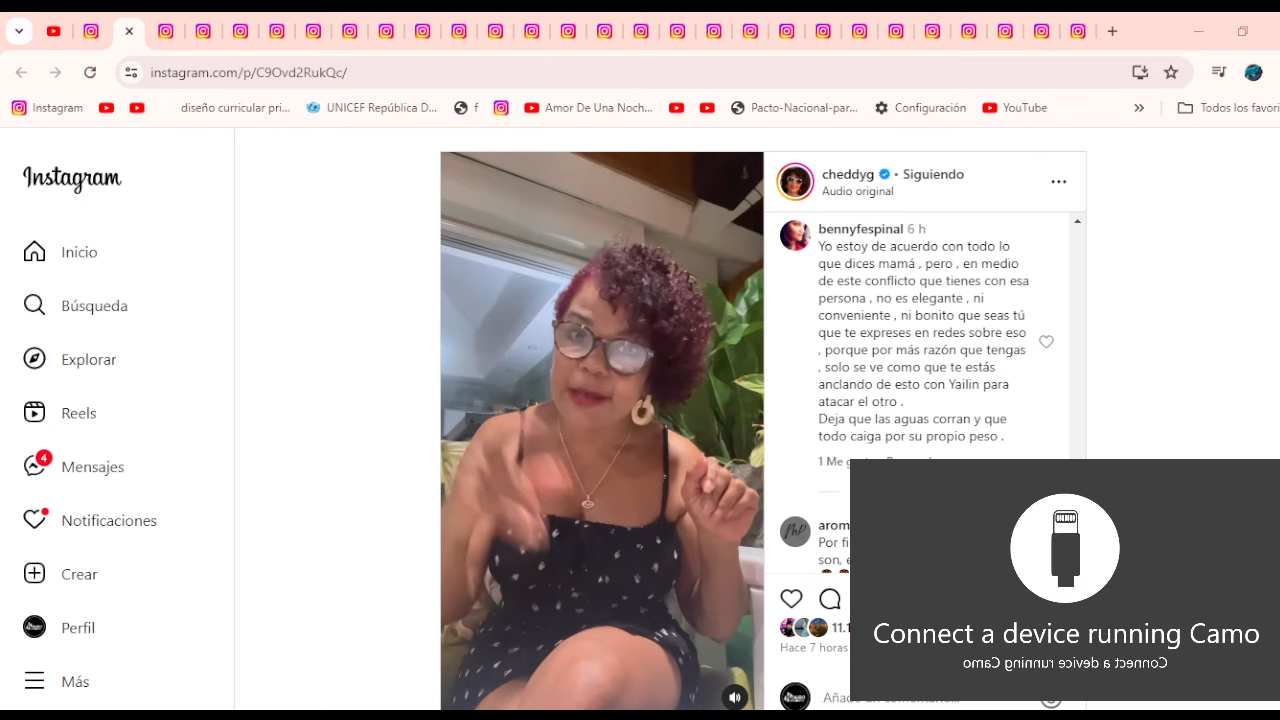 instagram.com/p/C9Ovd2RukQc/
Instagram
diseño curricular pri...
UNICEF República D...
f
Amor De Una Noch...
Pacto-Nacional-par...
Configuración
YouTube
Todos los favori
Instagram
Inicio
Búsqueda
Explorar
Reels
4
Mensajes
Notificaciones
Crear
Perfil
Más
cheddyg • Siguiendo
Audio original
bennyfespinal 6 h
Yo estoy de acuerdo con todo lo
que dices mamá , pero , en medio
de este conflicto que tienes con esa
persona , no es elegante , ni
conveniente , ni bonito que seas tú
que te expreses en redes sobre eso
, porque por más razón que tengas
, solo se ve como que te estás
anclando de esto con Yailin para
atacar el otro .
Deja que las aguas corran y que
todo caiga por su propio peso .
1 Me
arom
Por fi
son, e
11.1
Hace 7 horas
Connect a device running Camo
Connect a device running Camo